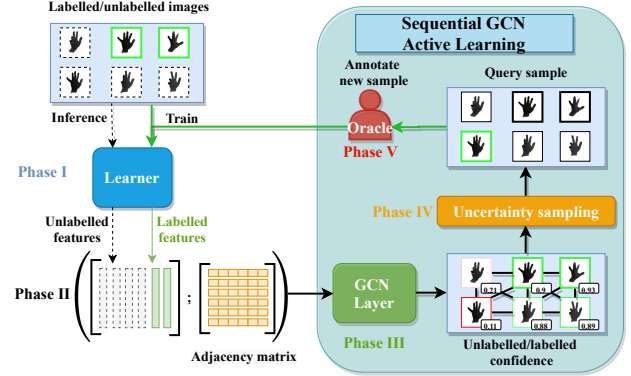 Labelled/unlabelled images
Sequential GCN
Active Learning
Annotate
new sample
Query sample
Inference
Train
Oracle
Phase V
Phase I
Learner
Phase IV
Uncertainty sampling
Unlabelled
features
Labelled
features
Phase II
;
GCN
Layer
0.21
0.9
0.93
0.11
0.88
0.89
Adjacency matrix
Phase III
Unlabelled/labelled
confidence